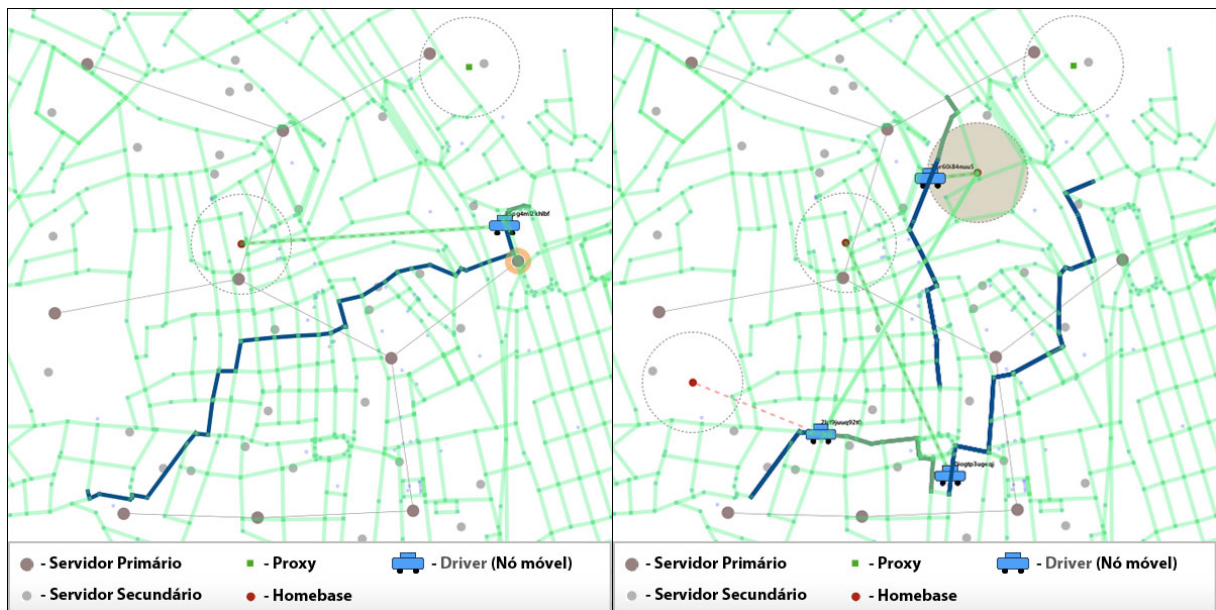 - Servidor Primário
- Proxy
- Driver (Nó móvel)
- Servidor Secundário
- Homebase
- Servidor Primário
- Proxy
- Driver (Nó móvel)
- Servidor Secundário
- Homebase